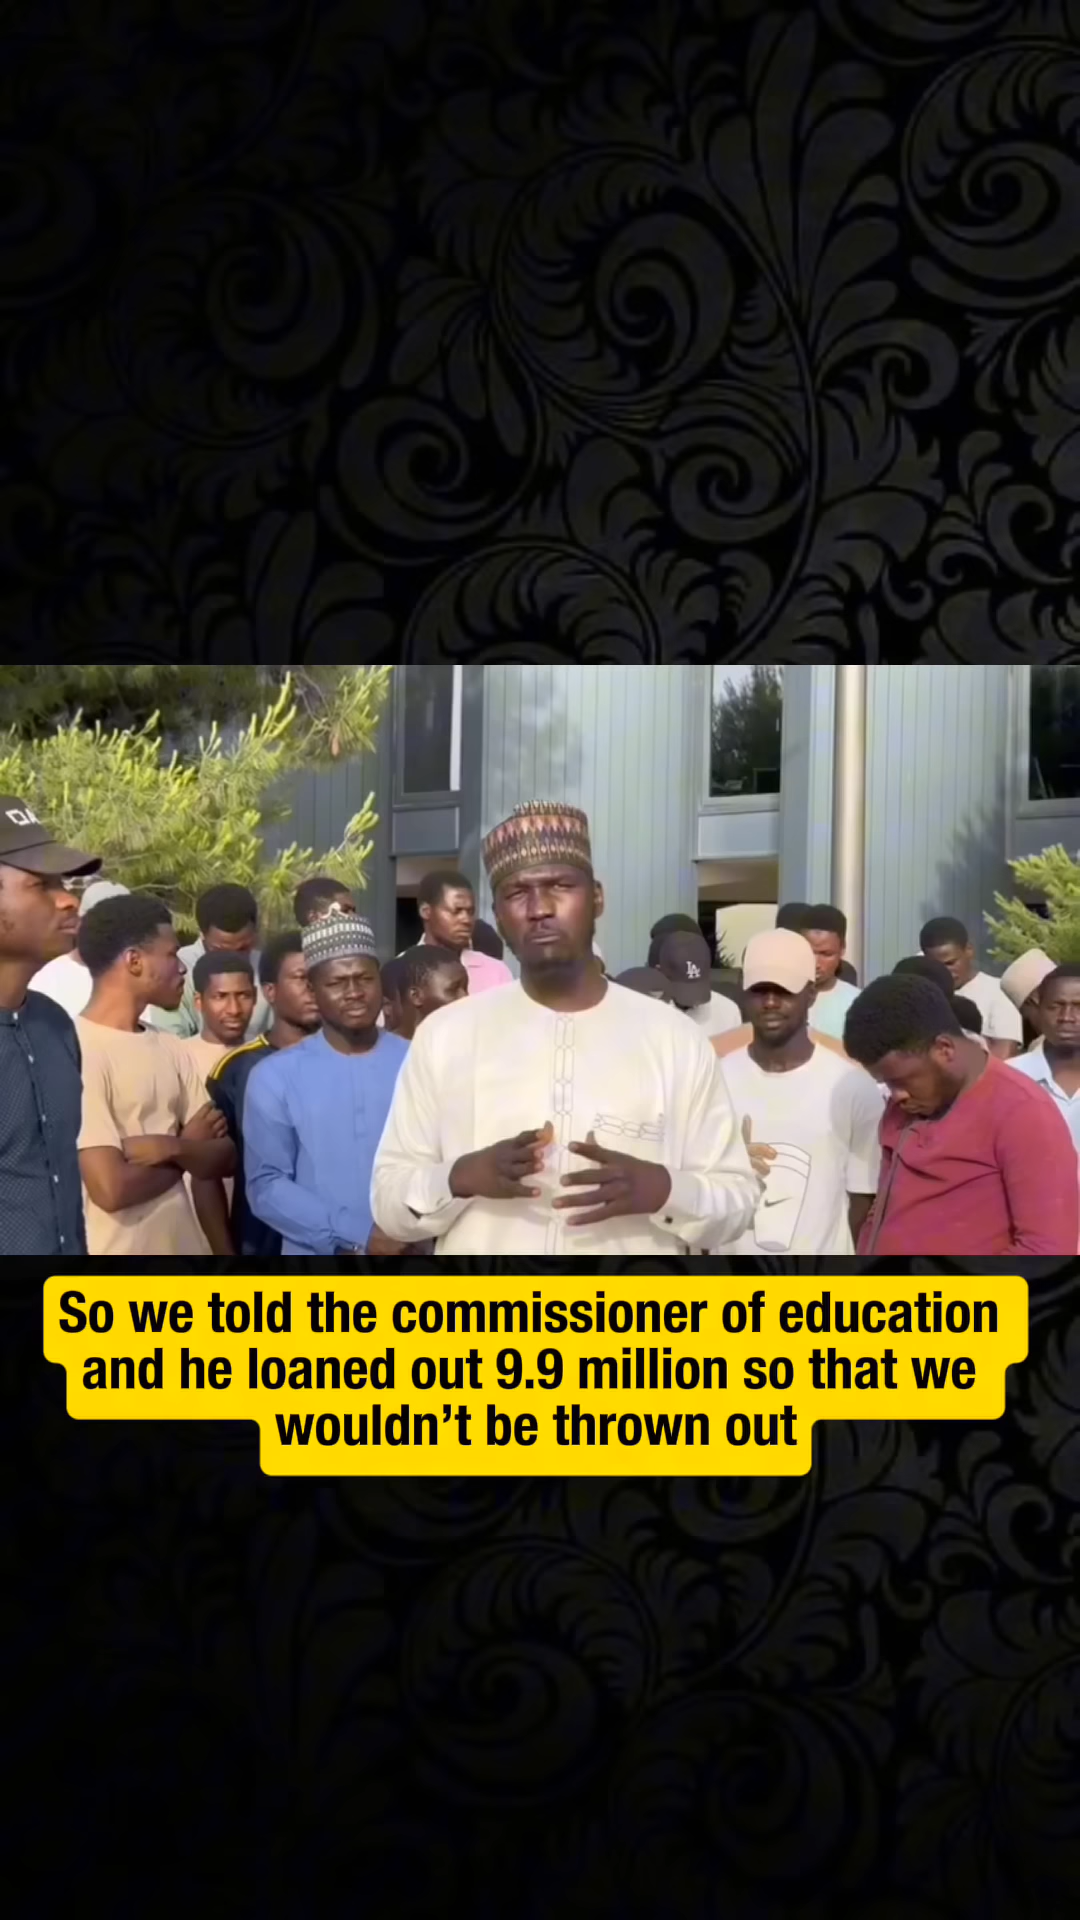 LA
So we told the commissioner of education
and he loaned out 9.9 million so that we
wouldn’t be thrown out